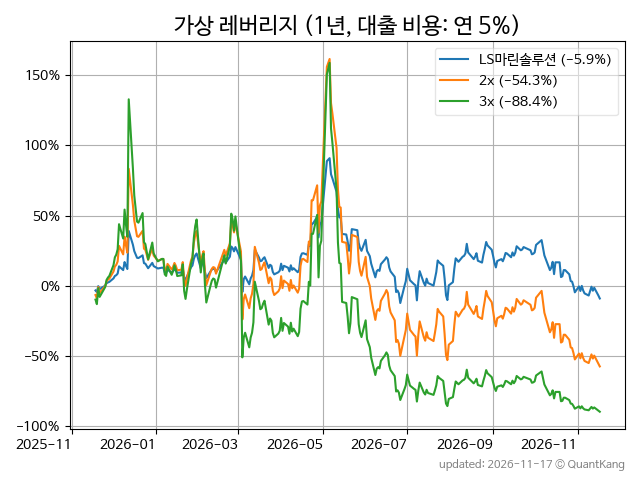 가상 레버리지 (1년, 대출 비용: 연 5%)
LS마린솔루션 (−5.9%)
2x (−54.3%)
3x (−88.4%)
150%
100%
50%
0%
−50%
−100%
2025-11 2026-01 2026-03 2026-05 2026-07 2026-09 2026-11
updated: 2026-11-17 © QuantKang